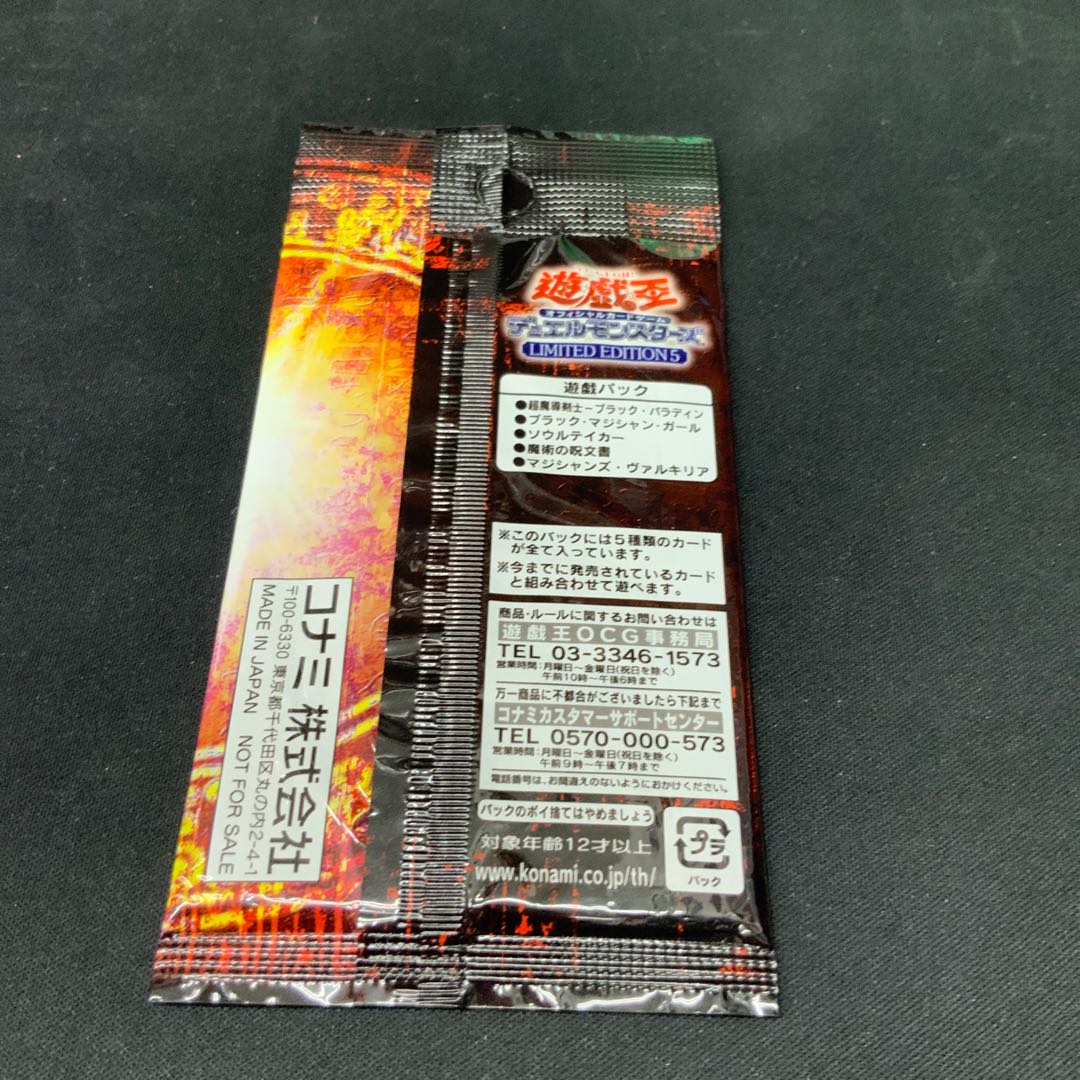 遊戯王
オフィシャルカードゲーム
デュエルモンスターズ
LIMITED EDITION 5
遊戯パック
●超魔導剣士－ブラック・パラディン
●ブラック・マジシャン・ガール
●ソウルテイカー
●魔術の呪文書
●マジシャンズ・ヴァルキリア
※このパックには5種類のカード
が全て入っています。
※今までに発売されているカード
と組み合わせて遊べます。
商品・ルールに関するお問い合わせは
遊戯王OCG事務局
TEL 03-3346-1573
営業時間:月曜日～金曜日(祝日を除く)
午前10時～午後6時まで
万一商品に不都合がございましたら下記まで
コナミカスタマーサポートセンター
TEL 0570-000-573
営業時間:月曜日～金曜日(祝日を除く)
午前9時～午後7時まで
電話番号は、お間違えのないようにおかけください。
パックのポイ捨てはやめましょう
対象年齢12才以上
www.konami.co.jp/th/
プラ
パック
コナミ株式会社
〒100-6330 東京都千代田区丸の内2-4-1
MADE IN JAPAN NOT FOR SALE